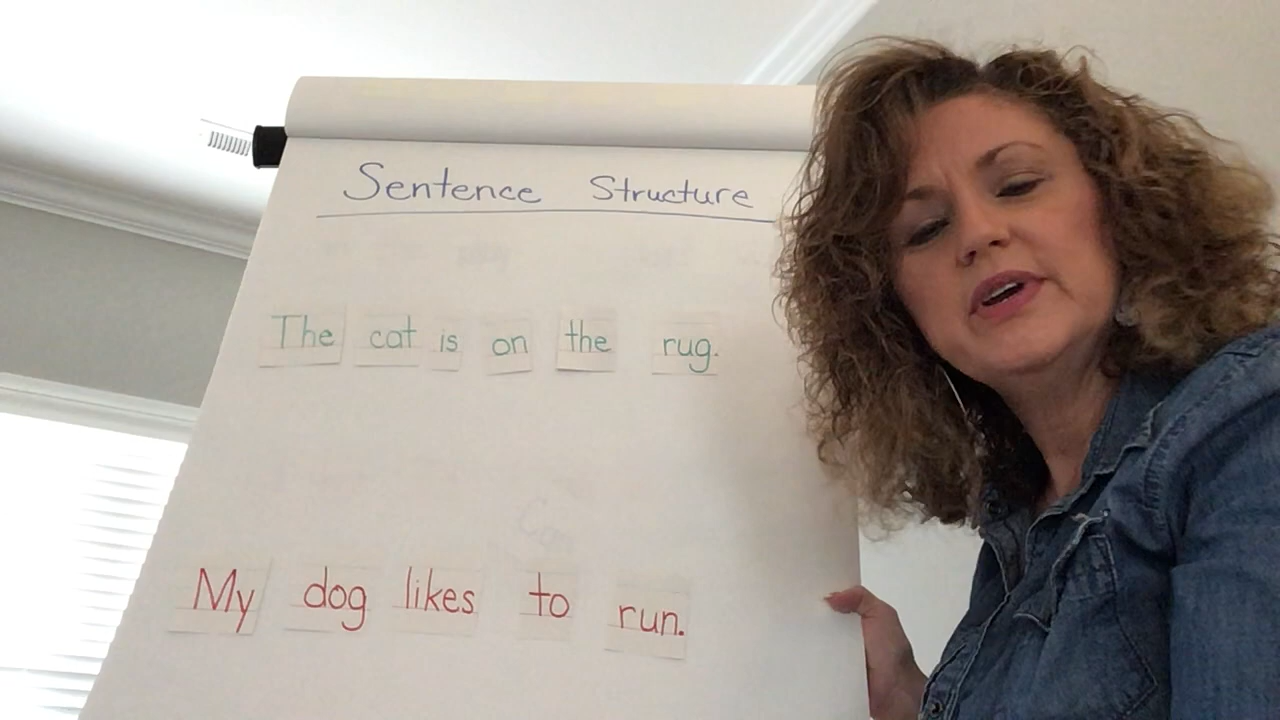 Sentence Structure
The cat is on the rug.
My dog likes to run.